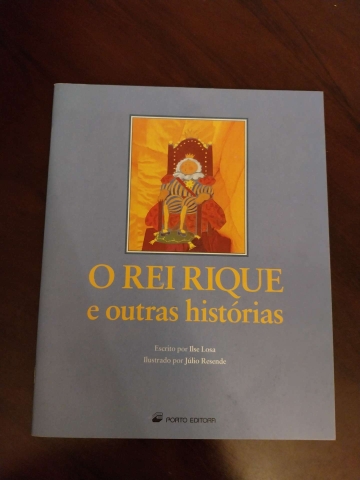 O REI RIQUE
e outras histórias
Escrito por Ilse Losa
Ilustrado por Júlio Resende
PORTO EDITORA